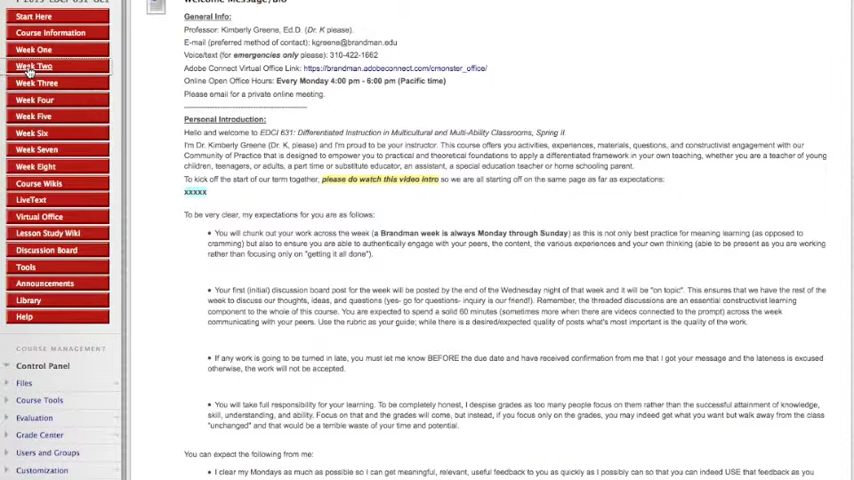 Start Here
Course Information
Week One
Week Two
Week Three
Week Four
Week Five
Week Six
Week Seven
Week Eight
Course Wikis
LiveText
Virtual Office
Lesson Study Wiki
Discussion Board
Tools
Announcements
Library
Help
COURSE MANAGEMENT
Control Panel
Files
Course Tools
Evaluation
Grade Center
Users and Groups
Customization
Welcome Message/Bio
General Info:
Professor: Kimberly Greene, Ed.D. (Dr. K please).
E-mail (preferred method of contact): kgreene@brandman.edu
Voice/text (for emergencies only please): 310-422-1662
Adobe Connect Virtual Office Link: https://brandman.adobeconnect.com/cmonster_office/
Online Open Office Hours: Every Monday 4:00 pm - 6:00 pm (Pacific time)
Please email for a private online meeting.
Personal Introduction:
Hello and welcome to EDCI 631: Differentiated Instruction in Multicultural and Multi-Ability Classrooms, Spring II.
I'm Dr. Kimberly Greene (Dr. K, please) and I'm proud to be your instructor. This course offers you activities, experiences, materials, questions, and constructivist engagement with our
Community of Practice that is designed to empower you to practical and theoretical foundations to apply a differentiated framework in your own teaching, whether you are a teacher of young
children, teenagers, or adults, a part time or substitute educator, an assistant, a special education teacher or home schooling parent.
To kick off the start of our term together, please do watch this video intro so we are all starting off on the same page as far as expectations:
xxxxx
To be very clear, my expectations for you are as follows:
• You will chunk out your work across the week (a Brandman week is always Monday through Sunday) as this is not only best practice for meaning learning (as opposed to
cramming) but also to ensure you are able to authentically engage with your peers, the content, the various experiences and your own thinking (able to be present as you are working
rather than focusing only on "getting it all done").
• Your first (initial) discussion board post for the week will be posted by the end of the Wednesday night of that week and it will be "on topic". This ensures that we have the rest of the
week to discuss our thoughts, ideas, and questions (yes- go for questions- inquiry is our friend!). Remember, the threaded discussions are an essential constructivist learning
component to the whole of this course. You are expected to spend a solid 60 minutes (sometimes more when there are videos connected to the prompt) across the week
communicating with your peers. Use the rubric as your guide; while there is a desired/expected quality of posts what's most important is the quality of the work.
• If any work is going to be turned in late, you must let me know BEFORE the due date and have received confirmation from me that I got your message and the lateness is excused
otherwise, the work will not be accepted.
• You will take full responsibility for your learning. To be completely honest, I despise grades as too many people focus on them rather than the successful attainment of knowledge,
skill, understanding, and ability. Focus on that and the grades will come, but instead, if you focus only on the grades, you may indeed get what you want but walk away from the class
"unchanged" and that would be a terrible waste of your time and potential.
You can expect the following from me:
• I clear my Mondays as much as possible so I can get meaningful, relevant, useful feedback to you as quickly as I possibly can so that you can indeed USE that feedback as you